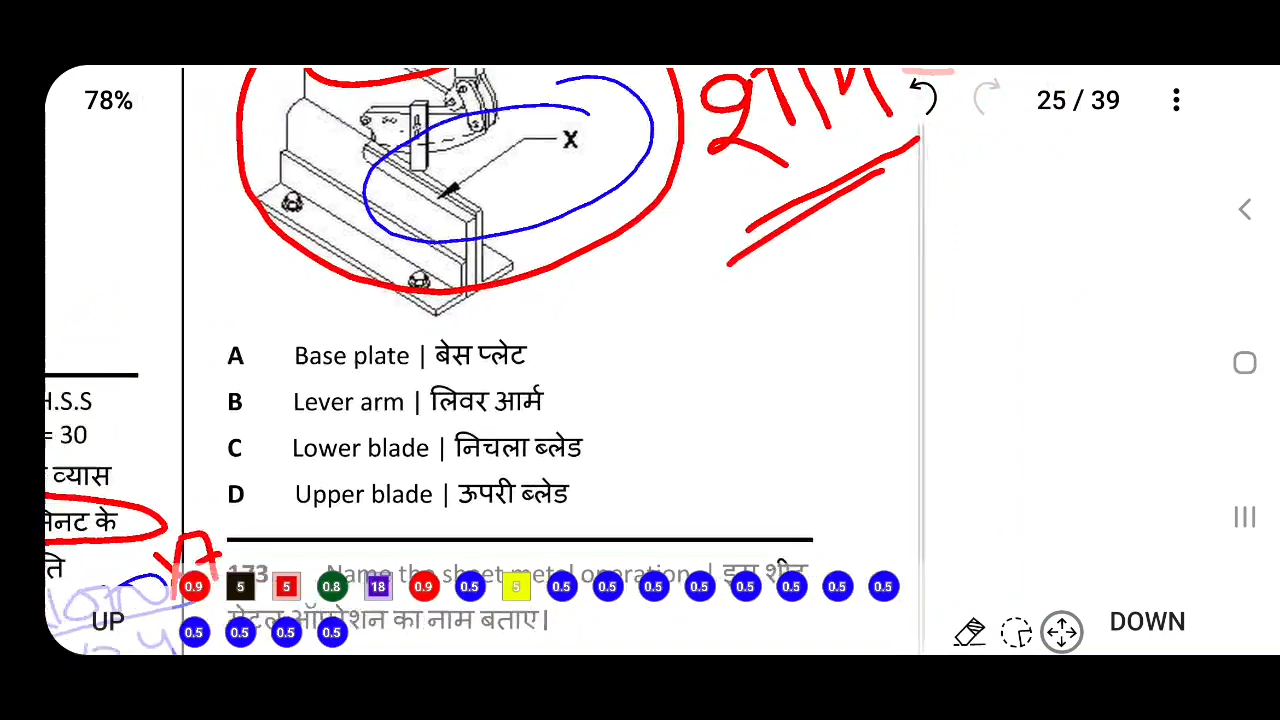 78%
25 / 39
X
A Base plate | बेस प्लेट
B Lever arm | लिवर आर्म
C Lower blade | निचला ब्लेड
D Upper blade | ऊपरी ब्लेड
H.S.S
= 30
व्यास
मिनट के
ति
173 Name the sheet metal operation. | इस शीट
मेटल ऑपरेशन का नाम बताए|
0.9 5 5 0.8 18 0.9 0.5 5 0.5 0.5 0.5 0.5 0.5 0.5 0.5 0.5
0.5 0.5 0.5 0.5
UP
DOWN